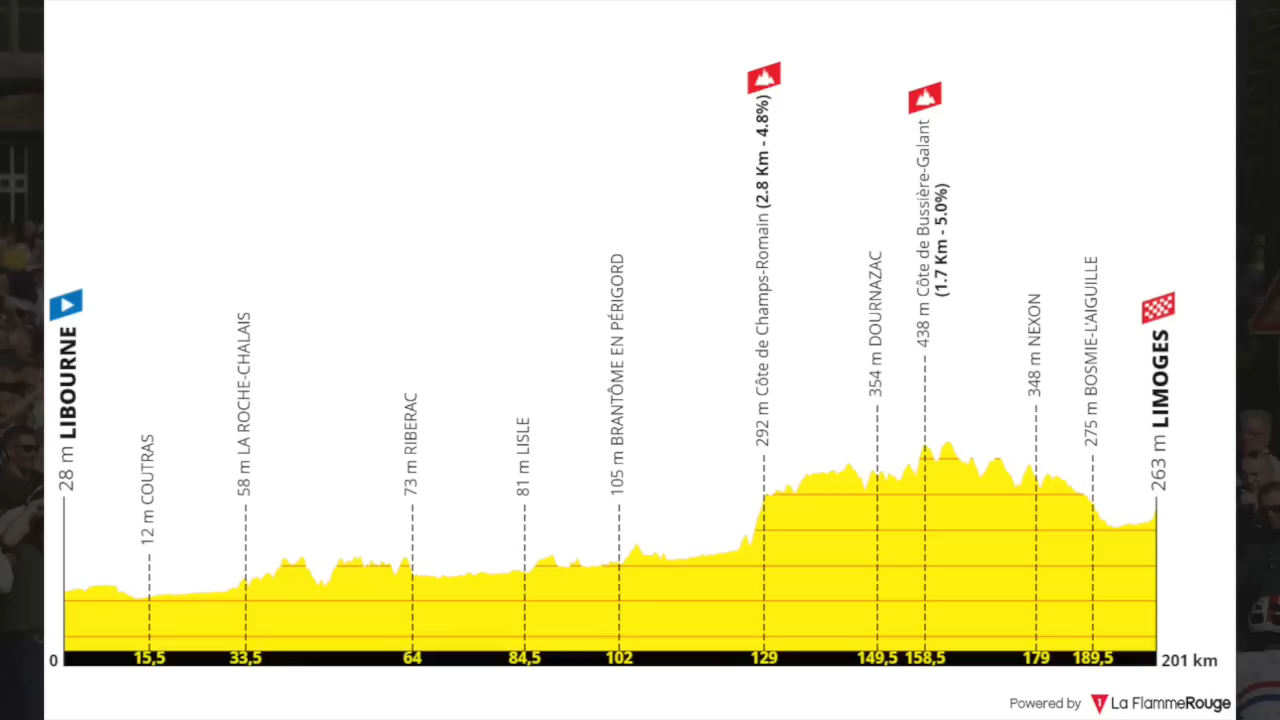 28 m LIBOURNE
12 m COUTRAS
58 m LA ROCHE-CHALAIS
73 m RIBERAC
81 m LISLE
105 m BRANTÔME EN PÉRIGORD
292 m Côte de Champs-Romain (2.8 Km - 4.8%)
354 m DOURNAZAC
438 m Côte de Bussière-Galant
(1.7 Km - 5.0%)
348 m NEXON
275 m BOSMIE-L'AIGUILLE
263 m LIMOGES
0 15,5 33,5 64 84,5 102 129 149,5 158,5 179 189,5 201 km
Powered by 1 La FlammeRouge